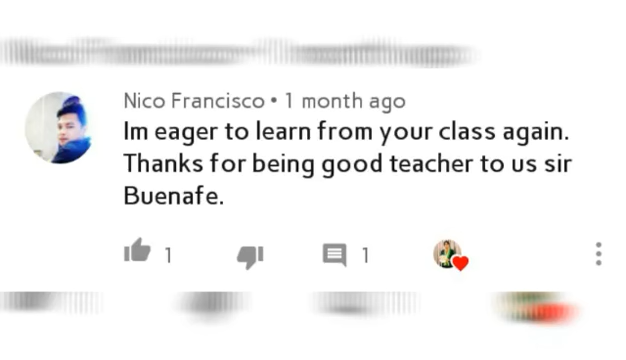 Nico Francisco • 1 month ago
Im eager to learn from your class again.
Thanks for being good teacher to us sir
Buenafe.
1 1